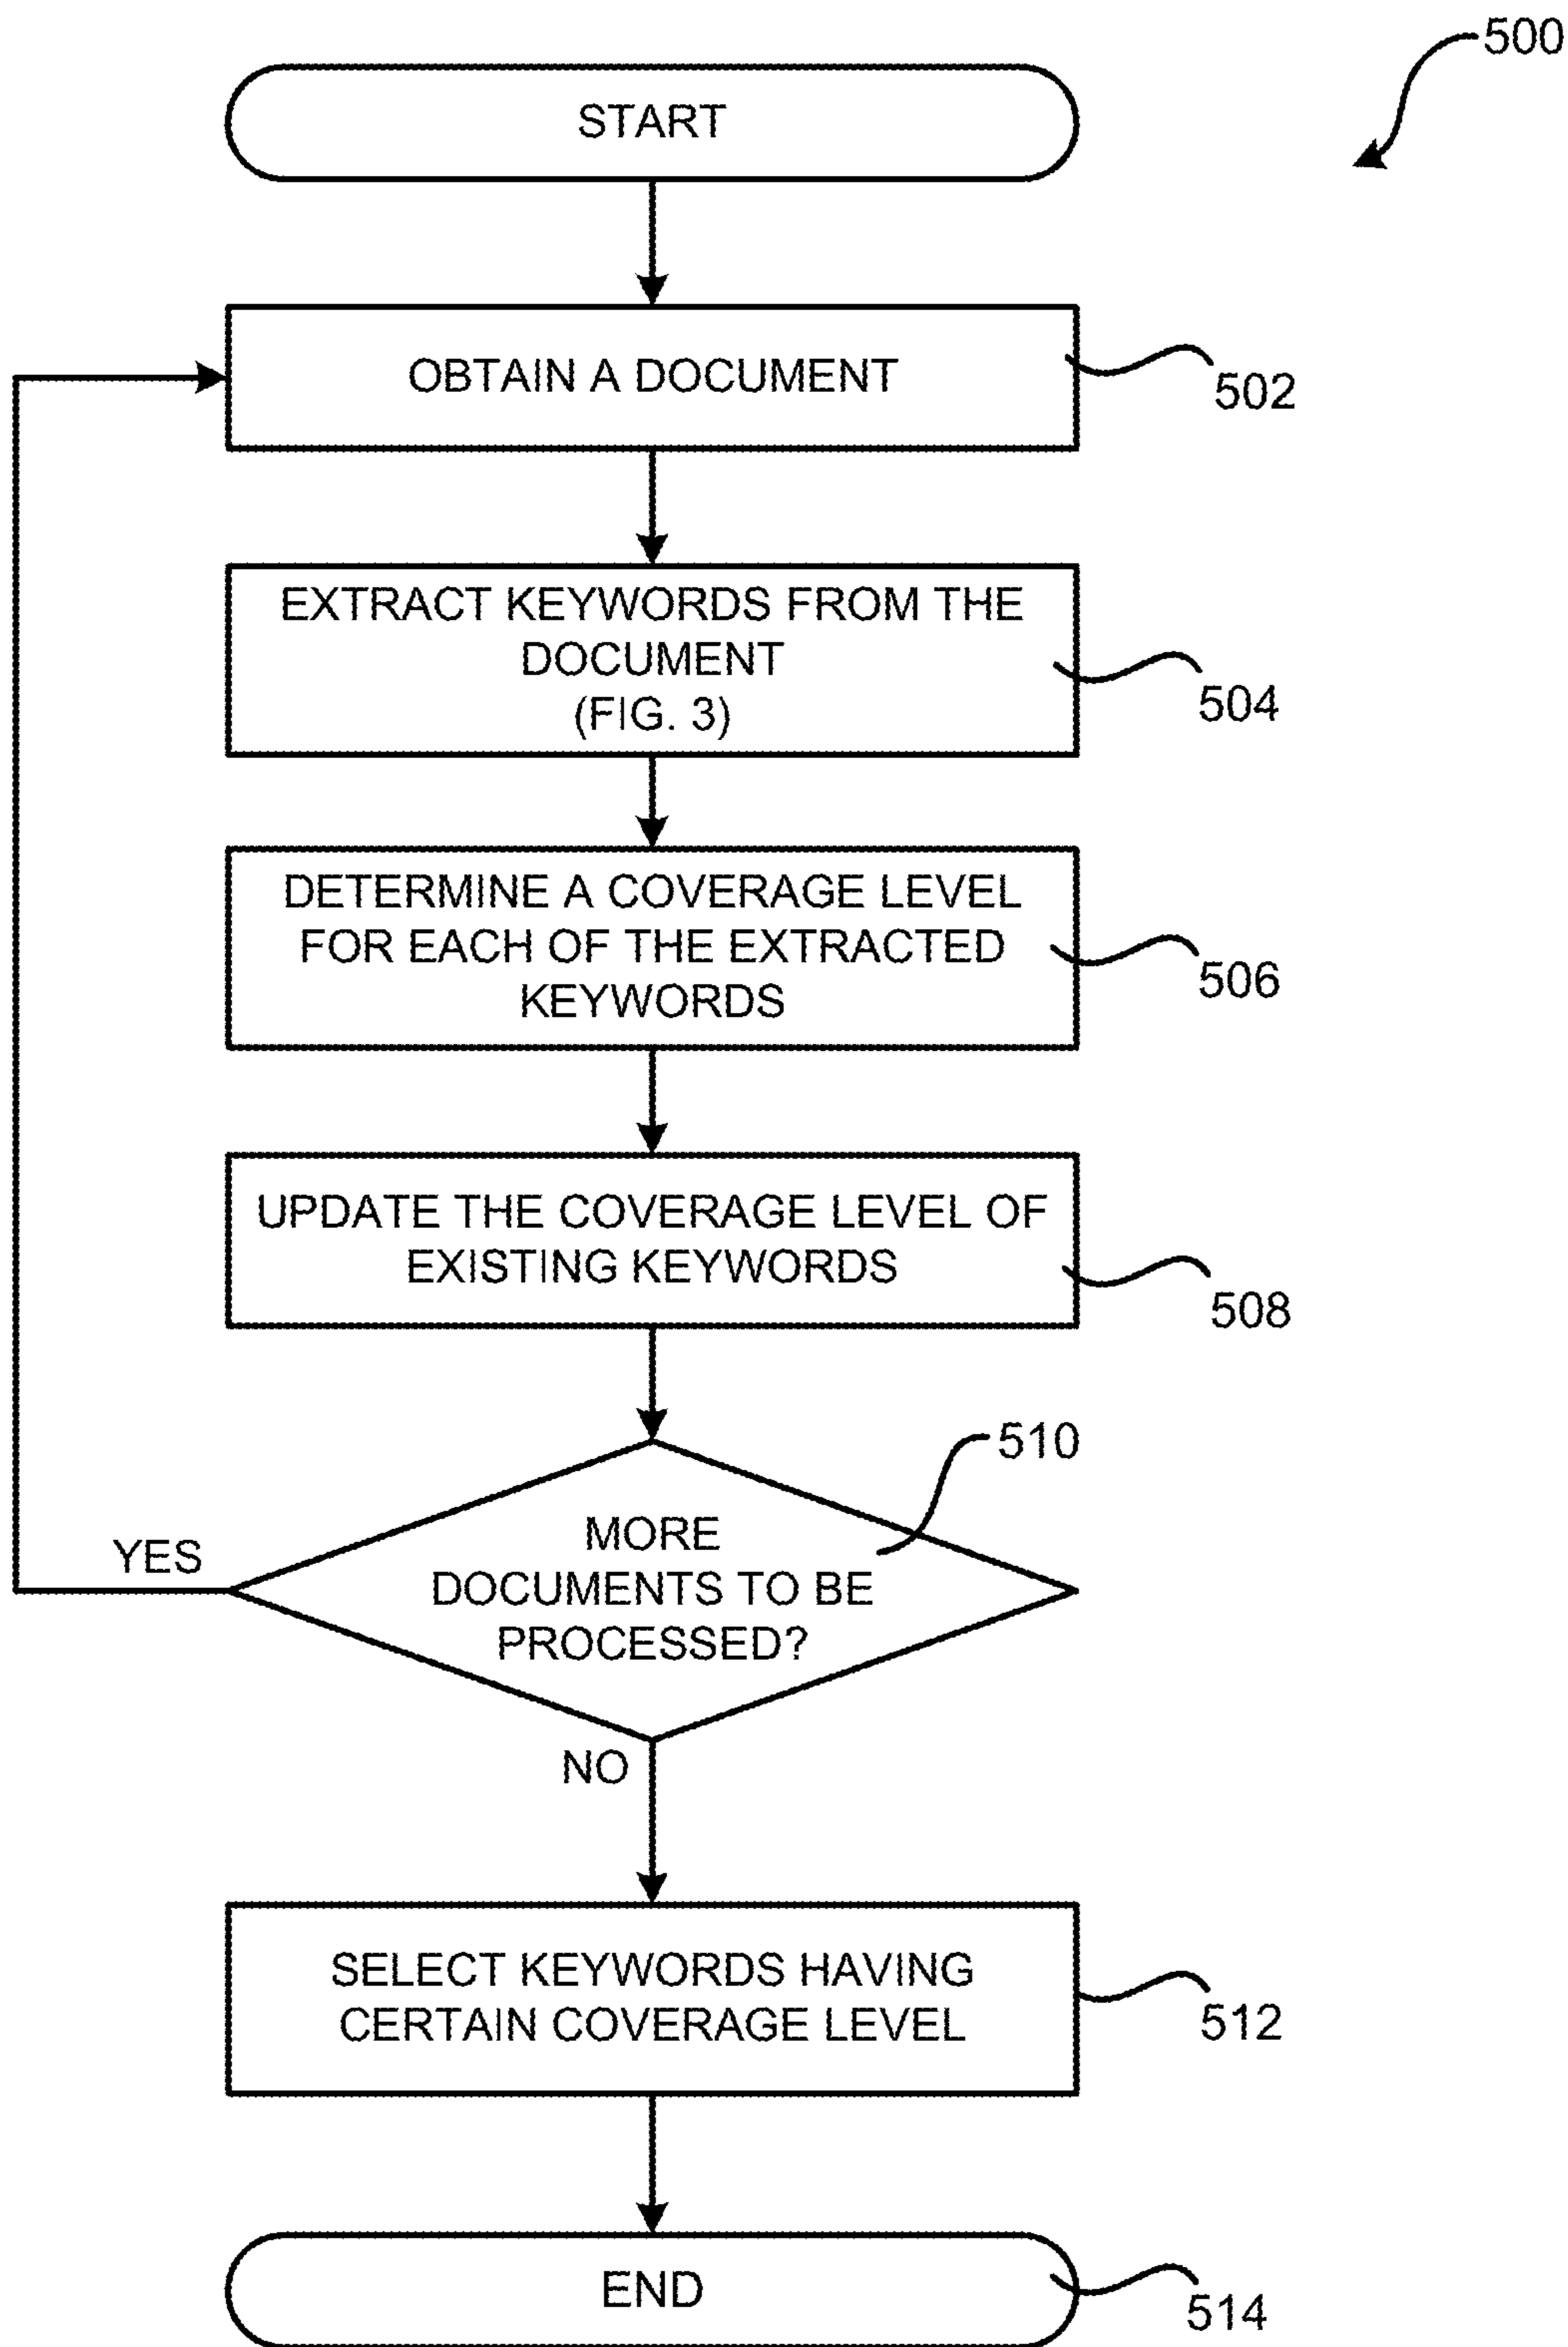 500
START
OBTAIN A DOCUMENT
502
EXTRACT KEYWORDS FROM THE
DOCUMENT
(FIG. 3)
504
DETERMINE A COVERAGE LEVEL
FOR EACH OF THE EXTRACTED
KEYWORDS
506
UPDATE THE COVERAGE LEVEL OF
EXISTING KEYWORDS
508
510
MORE
DOCUMENTS TO BE
PROCESSED?
YES
NO
SELECT KEYWORDS HAVING
CERTAIN COVERAGE LEVEL
512
END
514